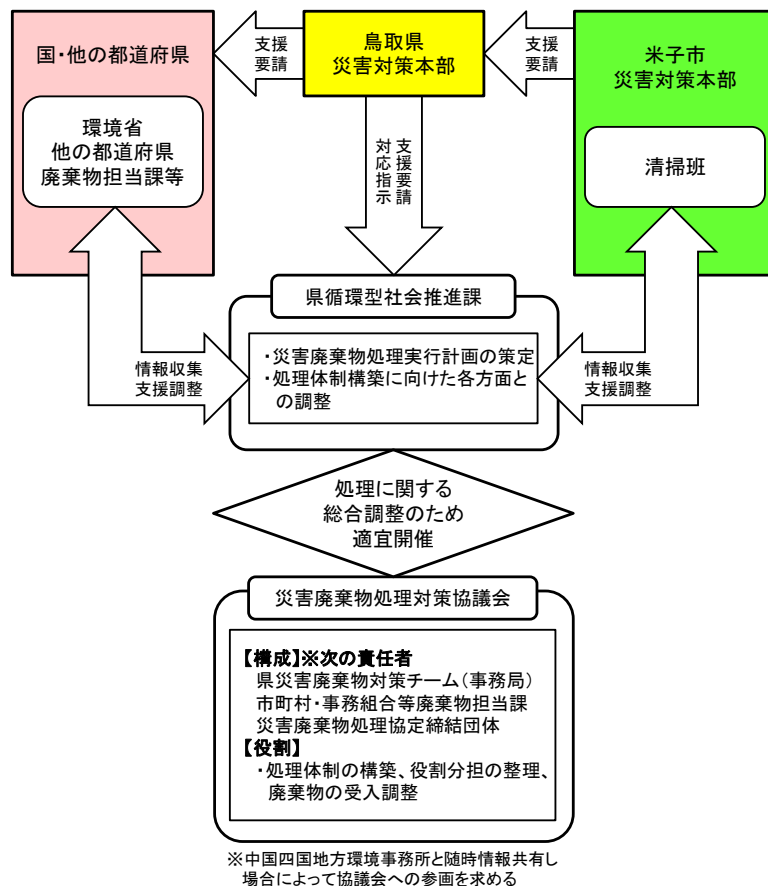 国・他の都道府県
環境省
他の都道府県
廃棄物担当課等
支援
要請
鳥取県
災害対策本部
支援
要請
米子市
災害対策本部
清掃班
支援要請
対応指示
県循環型社会推進課
・災害廃棄物処理実行計画の策定
・処理体制構築に向けた各方面と
の調整
情報収集
支援調整
情報収集
支援調整
処理に関する
総合調整のため
適宜開催
災害廃棄物処理対策協議会
【構成】※次の責任者
県災害廃棄物対策チーム(事務局)
市町村・事務組合等廃棄物担当課
災害廃棄物処理協定締結団体
【役割】
・処理体制の構築、役割分担の整理、
廃棄物の受入調整
※中国四国地方環境事務所と随時情報共有し
場合によって協議会への参画を求める